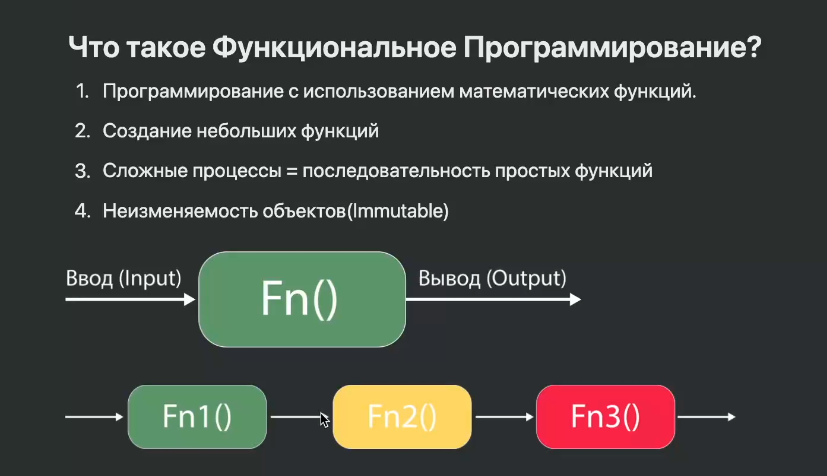 Что такое Функциональное Программирование?
1. Программирование с использованием математических функций.
2. Создание небольших функций
3. Сложные процессы = последовательность простых функций
4. Неизменяемость объектов(Immutable)
Ввод (Input)
Fn()
Вывод (Output)
Fn1()
Fn2()
Fn3()